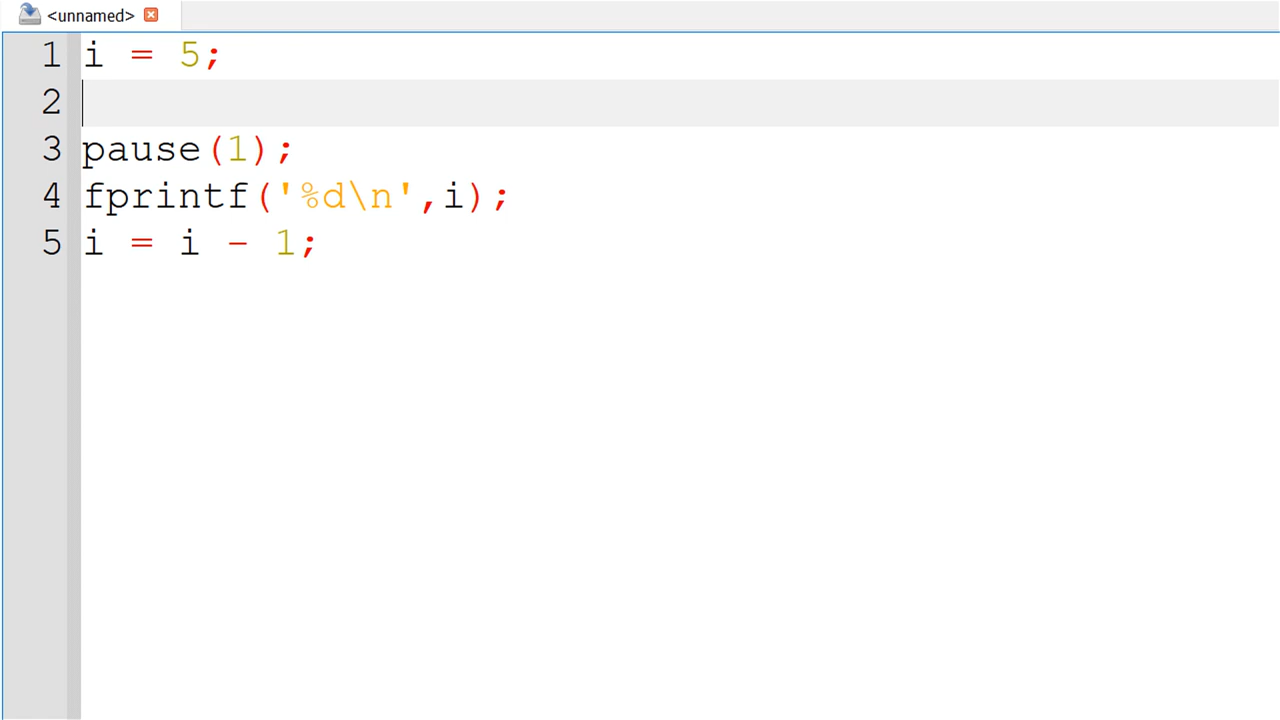 <unnamed>
1 i = 5;
2
3 pause(1);
4 fprintf('%d\n',i);
5 i = i - 1;